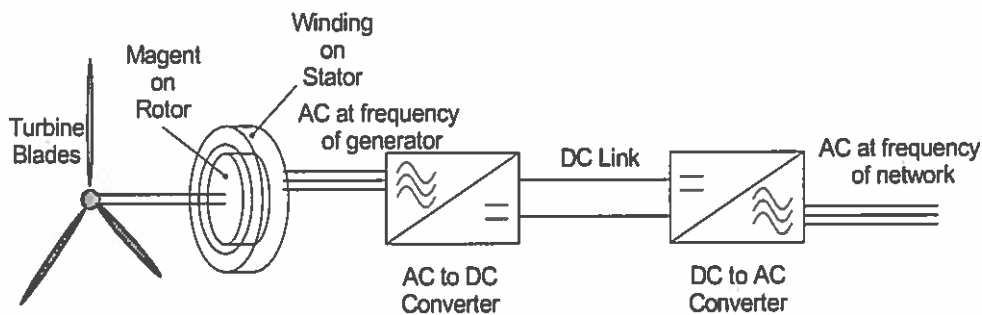 Winding
on
Stator
Magent
on
Rotor
Turbine
Blades
AC at frequency
of generator
DC Link
AC at frequency
of network
AC to DC
Converter
DC to AC
Converter